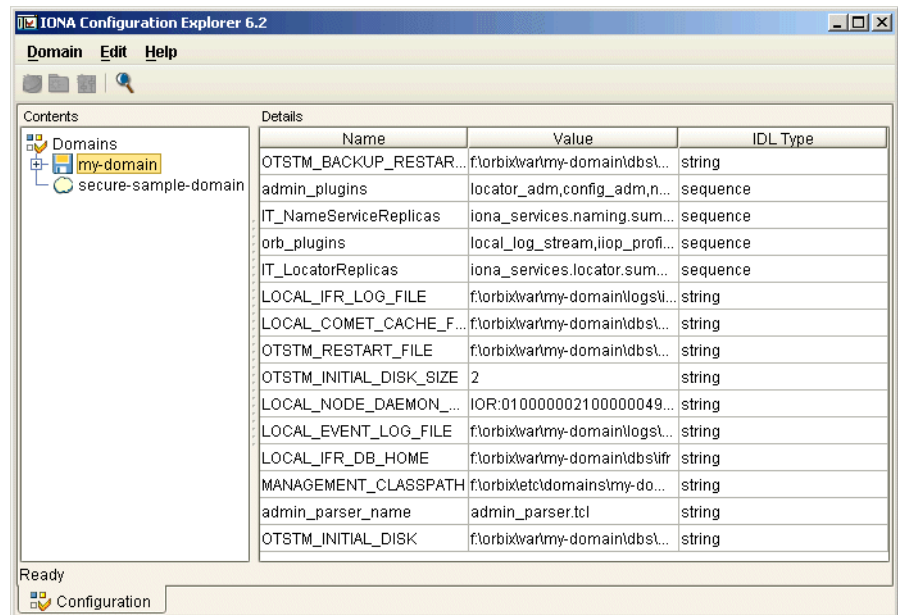 IONA Configuration Explorer 6.2
Domain Edit Help
Contents
Details
Domains
my-domain
secure-sample-domain
Name Value IDL Type
OTSTM_BACKUP_RESTAR... f:\orbix\var\my-domain\dbs\... string
admin_plugins locator_adm,config_adm,n... sequence
IT_NameServiceReplicas iona_services.naming.sum... sequence
orb_plugins local_log_stream,iiop_profi... sequence
IT_LocatorReplicas iona_services.locator.sum... sequence
LOCAL_IFR_LOG_FILE f:\orbix\var\my-domain\logs\i... string
LOCAL_COMET_CACHE_F... f:\orbix\var\my-domain\dbs\... string
OTSTM_RESTART_FILE f:\orbix\var\my-domain\dbs\... string
OTSTM_INITIAL_DISK_SIZE 2 string
LOCAL_NODE_DAEMON_... IOR:010000002100000049... string
LOCAL_EVENT_LOG_FILE f:\orbix\var\my-domain\logs\... string
LOCAL_IFR_DB_HOME f:\orbix\var\my-domain\dbs\ifr string
MANAGEMENT_CLASSPATH f:\orbix\etc\domains\my-do... string
admin_parser_name admin_parser.tcl string
OTSTM_INITIAL_DISK f:\orbix\var\my-domain\dbs\... string
Ready
Configuration